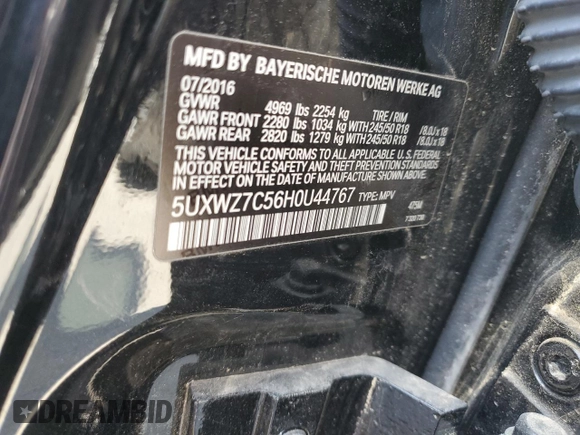 MFD BY BAYERISCHE MOTOREN WERKE AG
07/2016
GVWR 4969 lbs 2254 kg TIRE / RIM
GAWR FRONT 2280 lbs 1034 kg WITH 245/50 R18 /8.0J x 18
GAWR REAR 2820 lbs 1279 kg WITH 245/50 R18 /8.0J x 18
THIS VEHICLE CONFORMS TO ALL APPLICABLE U. S. FEDERAL
MOTOR VEHICLE SAFETY, BUMPER, AND THEFT PREVENTION
STANDARDS IN EFFECT ON THE DATE OF MANUFACTURE SHOWN ABOVE.
5UXWZ7C56H0U44767 TYPE: MPV 475M
DREAMBID